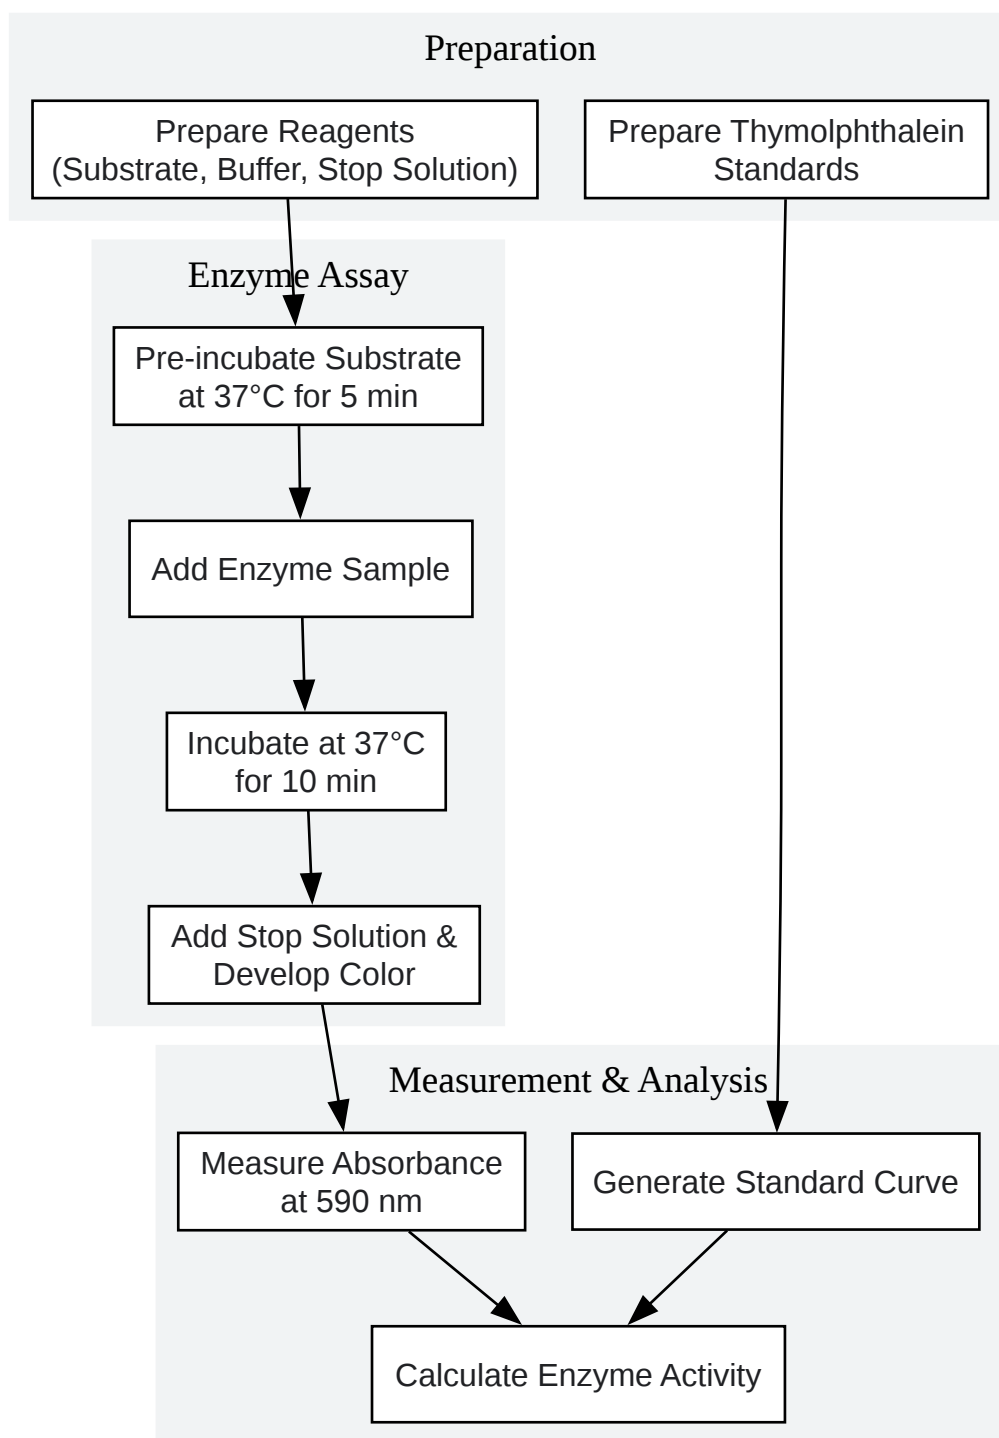 Preparation
Prepare Reagents
(Substrate, Buffer, Stop Solution)
Prepare Thymolphthalein
Standards
Enzyme Assay
Pre-incubate Substrate
at 37°C for 5 min
Add Enzyme Sample
Incubate at 37°C
for 10 min
Add Stop Solution &
Develop Color
Measurement & Analysis
Measure Absorbance
at 590 nm
Generate Standard Curve
Calculate Enzyme Activity